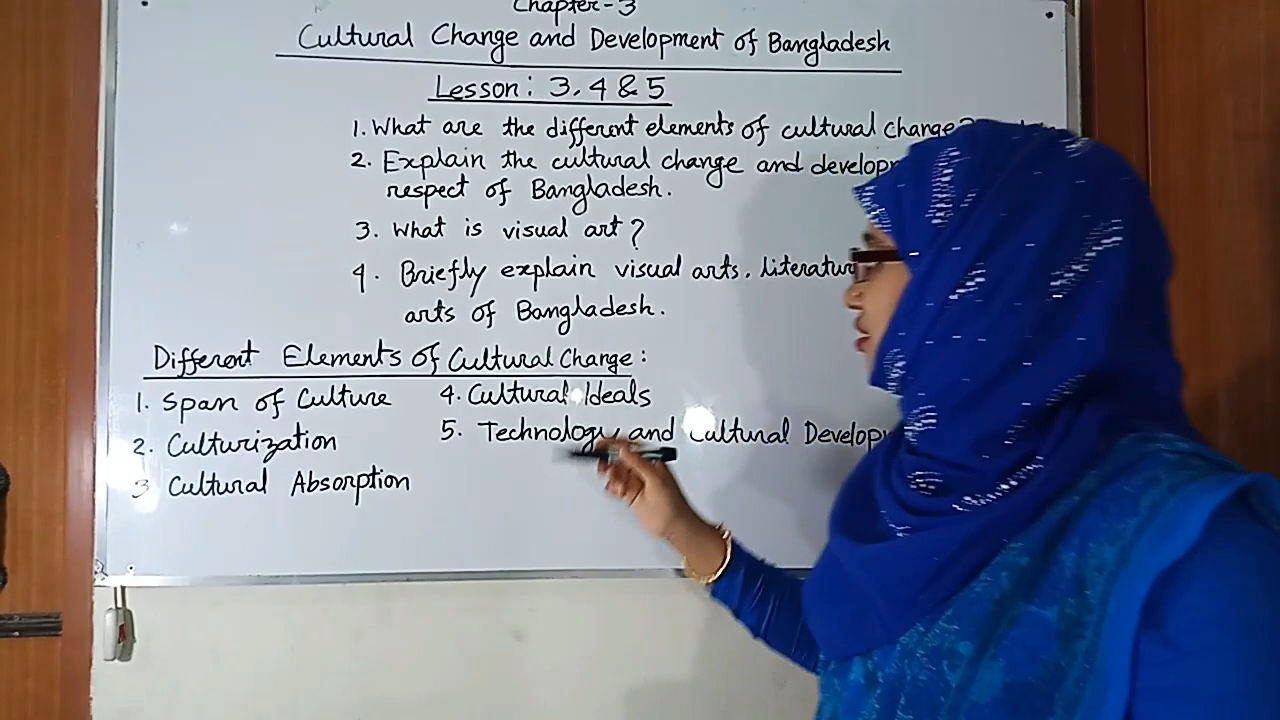 Chapter-3
Cultural Change and Development of Bangladesh
Lesson: 3, 4 & 5
1. What are the different elements of cultural change?
2. Explain the cultural change and
respect of Bangladesh.
3. What is visual art?
4. Briefly explain visual arts,
arts of Bangladesh.
Different Elements of Cultural Change:
1. Span of Culture
2. Culturization
3 Cultural Absorption
4. Cultural Ideals
5. Technology and Cultural